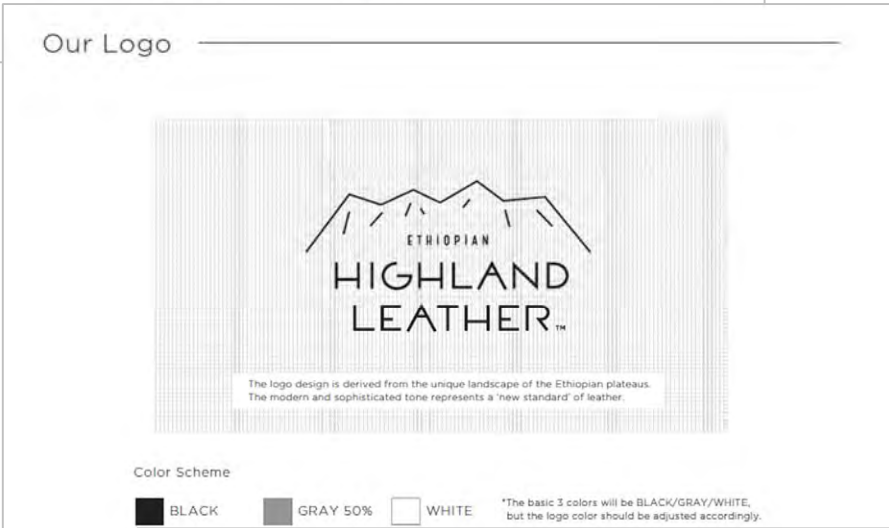 Our Logo
ETHIOPIAN
HIGHLAND
LEATHER™
The logo design is derived from the unique landscape of the Ethiopian plateaus.
The modern and sophisticated tone represents a 'new standard' of leather.
Color Scheme
BLACK GRAY 50% WHITE
*The basic 3 colors will be BLACK/GRAY/WHITE,
but the logo color should be adjusted accordingly.